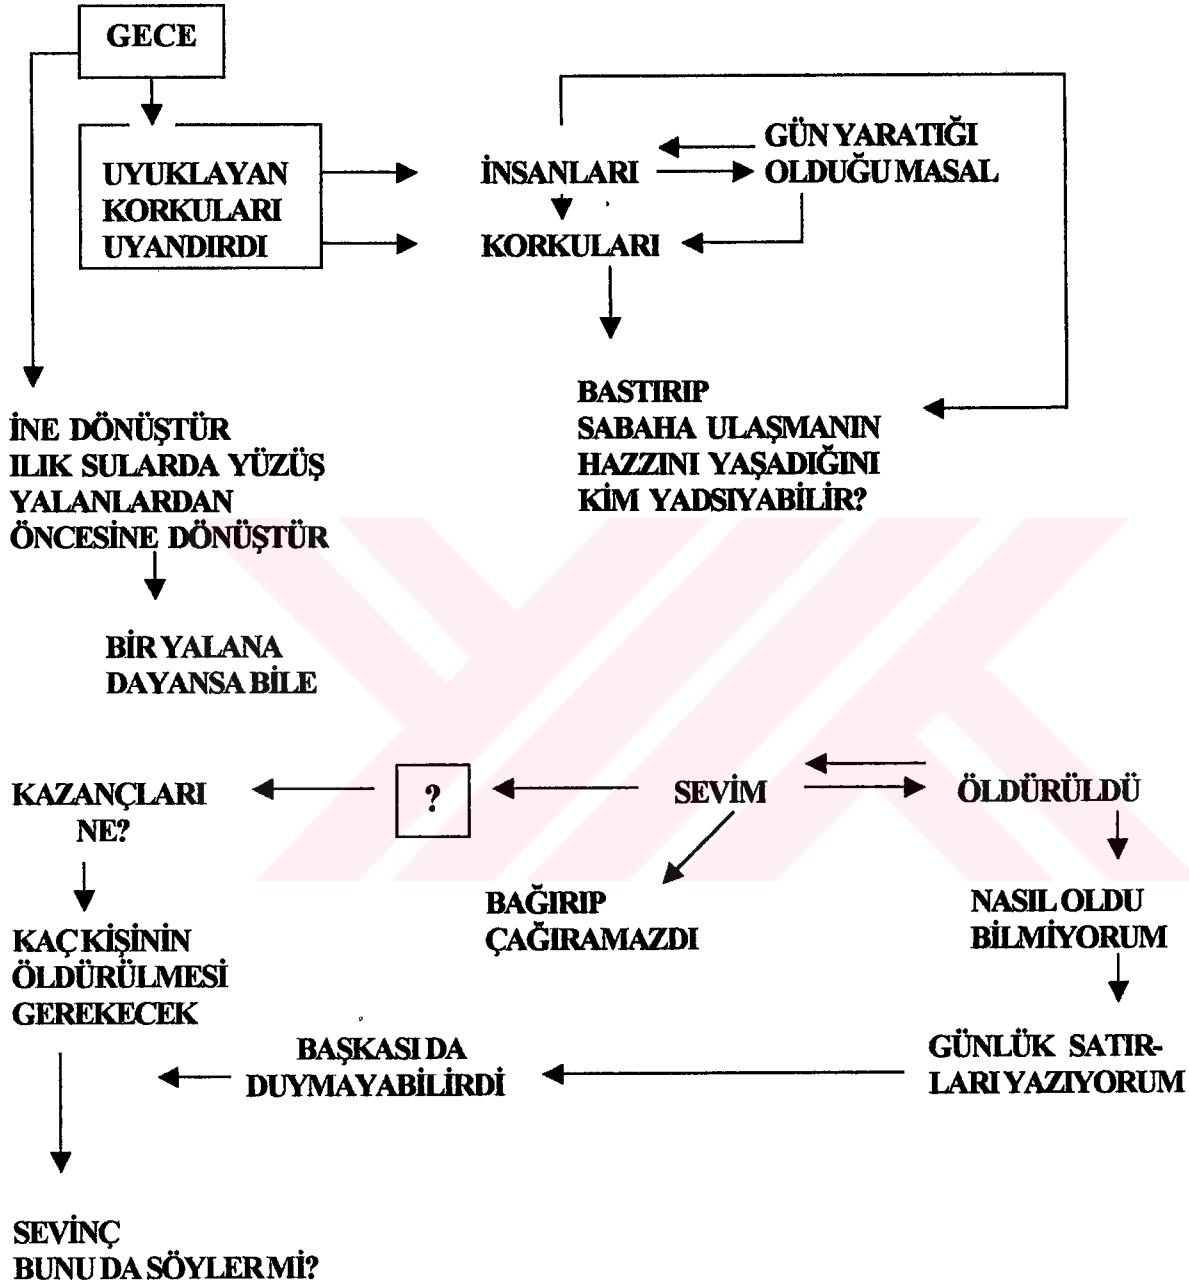 GECE
UYUKLAYAN
KORKULARI
UYANDIRDI
İNSANLARI
KORKULARI
GÜN YARATIĞI
OLDUĞU MASAL
İNE DÖNÜŞTÜR
ILIK SULARDA YÜZÜŞ
YALANLARDAN
ÖNCESİNE DÖNÜŞTÜR
BASTIRIP
SABAHA ULAŞMANIN
HAZZINI YAŞADIĞINI
KİM YADSIYABİLİR?
BİR YALANA
DAYANSA BİLE
KAZANÇLARI
NE?
?
SEVİM
ÖLDÜRÜLDÜ
BAĞIRIP
ÇAĞIRAMAZDI
NASIL OLDU
BİLMİYORUM
KAÇ KİŞİNİN
ÖLDÜRÜLMESİ
GEREKECEK
BAŞKASI DA
DUYMAYABİLİRDİ
GÜNLÜK SATIR-
LARI YAZIYORUM
SEVİNÇ
BUNU DA SÖYLER Mİ?